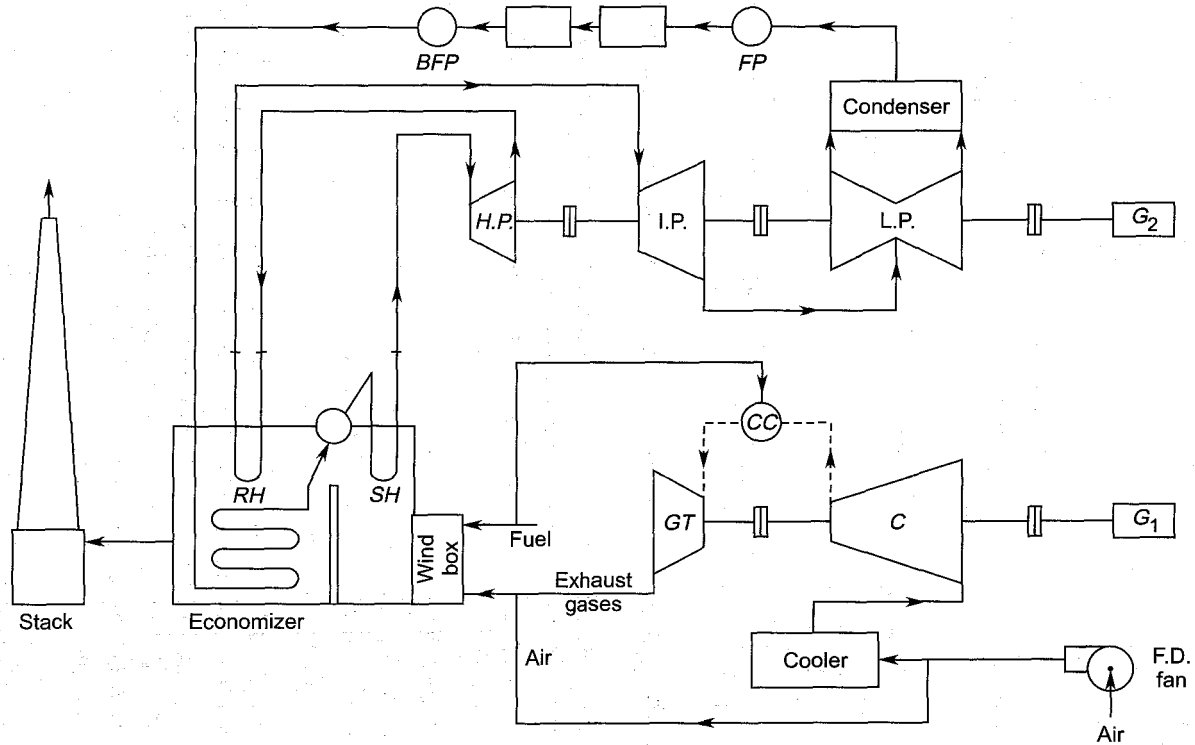 BFP
FP
Condenser
H.P.
I.P.
L.P.
G2
CC
RH
SH
GT
C
G1
Fuel
Wind
box
Exhaust
gases
Stack
Economizer
Air
Cooler
F.D.
fan
Air